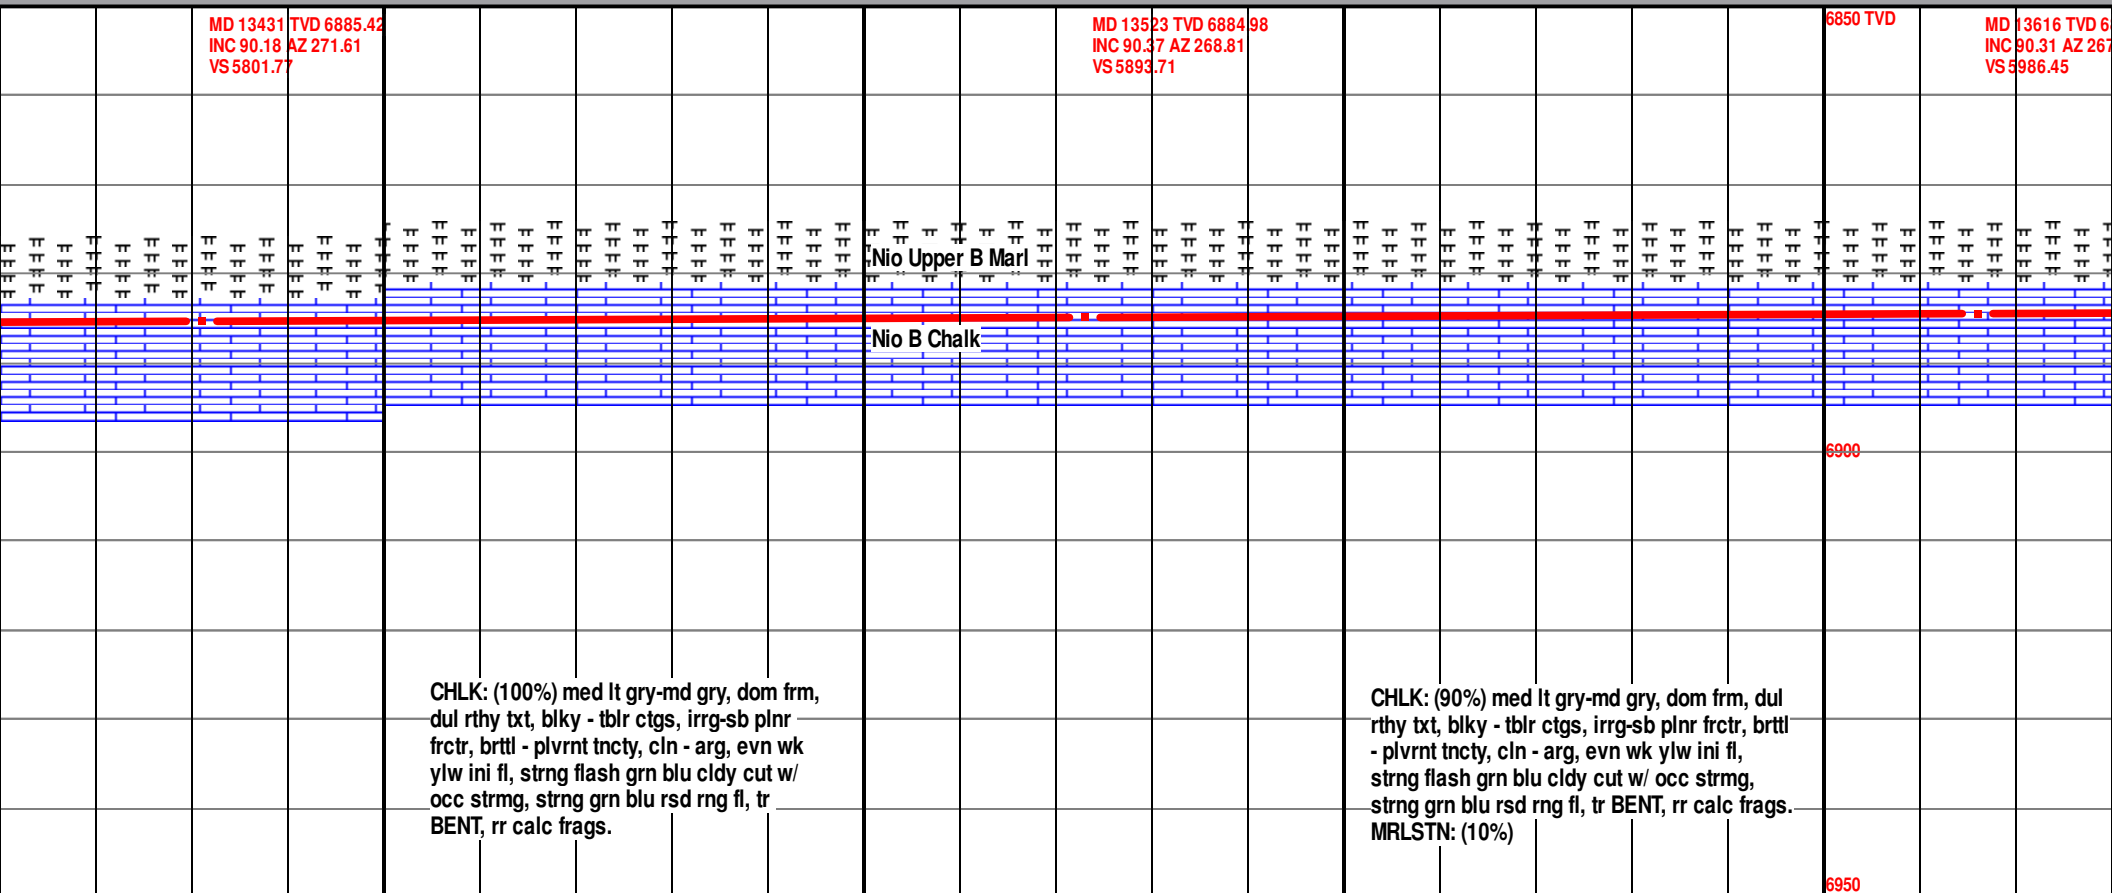 MD 13431 TVD 6885.42
INC 90.18 AZ 271.61
VS 5801.77
MD 13523 TVD 6884.98
INC 90.37 AZ 268.81
VS 5893.71
6850 TVD
MD 13616 TVD 6
INC 90.31 AZ 267
VS 5986.45
Nio Upper B Marl
Nio B Chalk
6900
CHLK: (100%) med lt gry-md gry, dom frm,
dul rthy txt, blky - tblr ctgs, irrg-sb plnr
frctr, brttl - plvrnt tncty, cln - arg, evn wk
ylw ini fl, strng flash grn blu cldy cut w/
occ strmg, strng grn blu rsd rng fl, tr
BENT, rr calc frags.
CHLK: (90%) med lt gry-md gry, dom frm, dul
rthy txt, blky - tblr ctgs, irrg-sb plnr frctr, brttl
- plvrnt tncty, cln - arg, evn wk ylw ini fl,
strng flash grn blu cldy cut w/ occ strmg,
strng grn blu rsd rng fl, tr BENT, rr calc frags.
MRLSTN: (10%)
6950